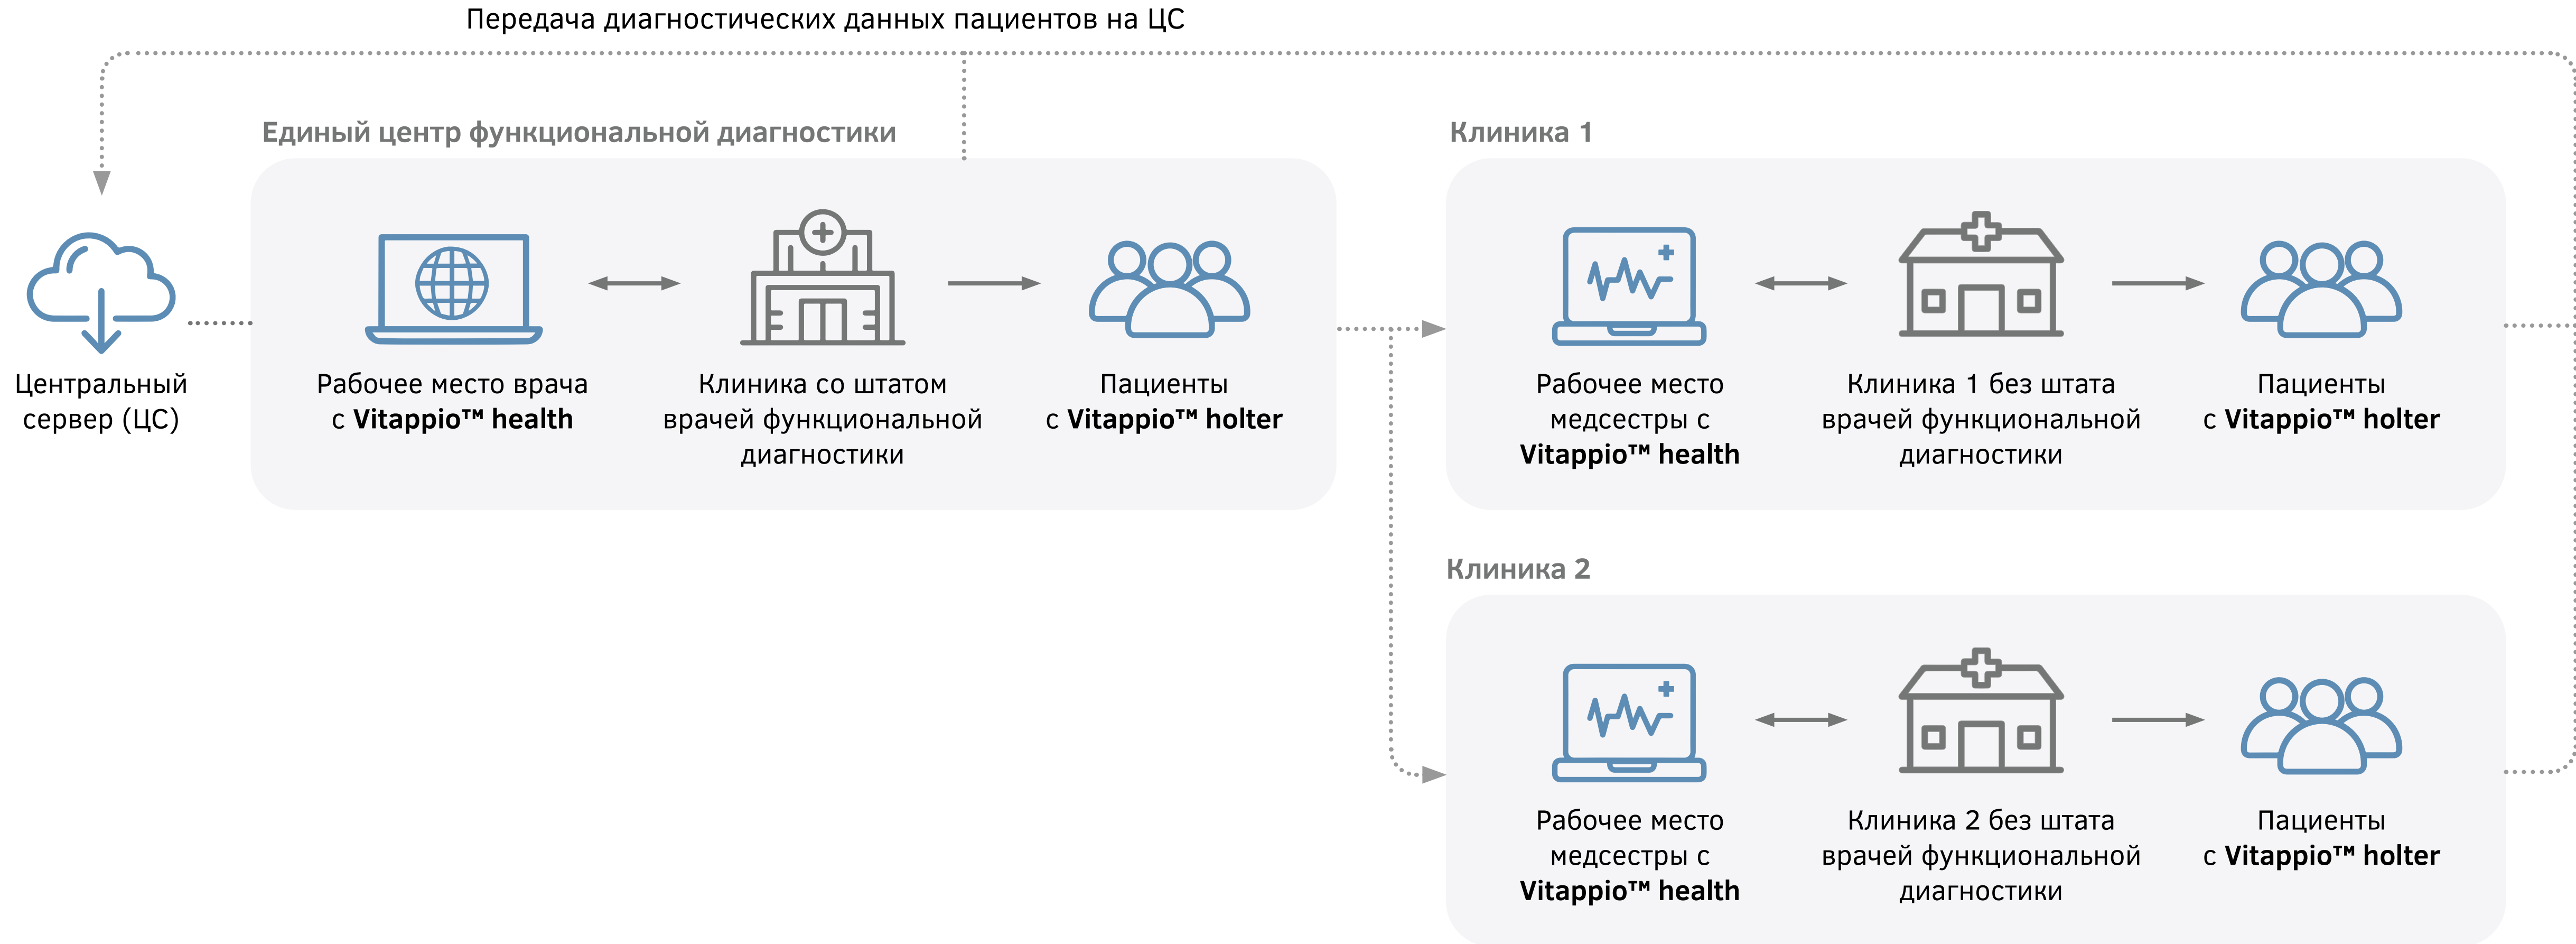 Передача диагностических данных пациентов на ЦС
Единый центр функциональной диагностики
Клиника 1
Центральный
сервер (ЦС)
Рабочее место врача
с Vitappio™ health
Клиника со штатом
врачей функциональной
диагностики
Пациенты
с Vitappio™ holter
Рабочее место
медсестры с
Vitappio™ health
Клиника 1 без штата
врачей функциональной
диагностики
Пациенты
с Vitappio™ holter
Клиника 2
Рабочее место
медсестры с
Vitappio™ health
Клиника 2 без штата
врачей функциональной
диагностики
Пациенты
с Vitappio™ holter